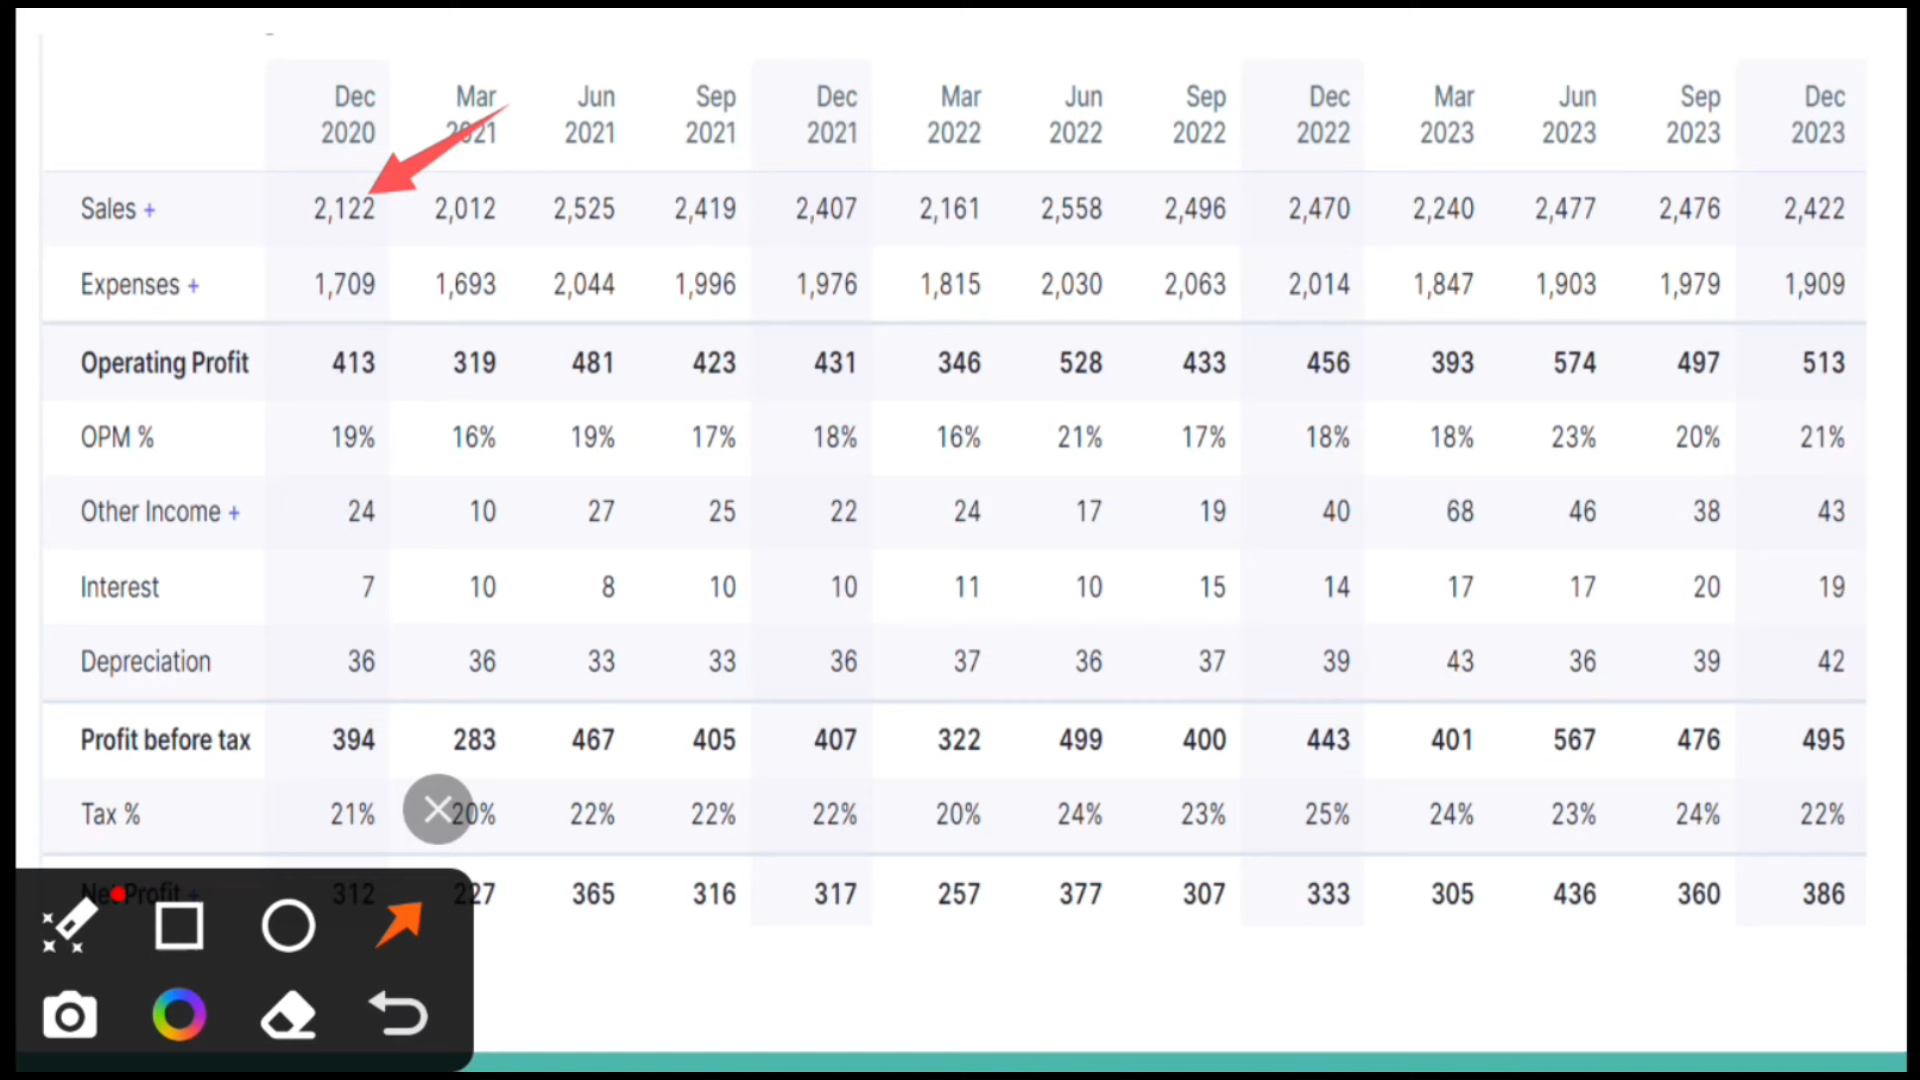 Dec Mar Jun Sep Dec Mar Jun Sep Dec Mar Jun Sep Dec
2020 2021 2021 2021 2021 2022 2022 2022 2022 2023 2023 2023 2023
Sales + 2,122 2,012 2,525 2,419 2,407 2,161 2,558 2,496 2,470 2,240 2,477 2,476 2,422
Expenses + 1,709 1,693 2,044 1,996 1,976 1,815 2,030 2,063 2,014 1,847 1,903 1,979 1,909
Operating Profit 413 319 481 423 431 346 528 433 456 393 574 497 513
OPM % 19% 16% 19% 17% 18% 16% 21% 17% 18% 18% 23% 20% 21%
Other Income + 24 10 27 25 22 24 17 19 40 68 46 38 43
Interest 7 10 8 10 10 11 10 15 14 17 17 20 19
Depreciation 36 36 33 33 36 37 36 37 39 43 36 39 42
Profit before tax 394 283 467 405 407 322 499 400 443 401 567 476 495
Tax % 21% 20% 22% 22% 22% 20% 24% 23% 25% 24% 23% 24% 22%
Net Profit + 312 227 365 316 317 257 377 307 333 305 436 360 386